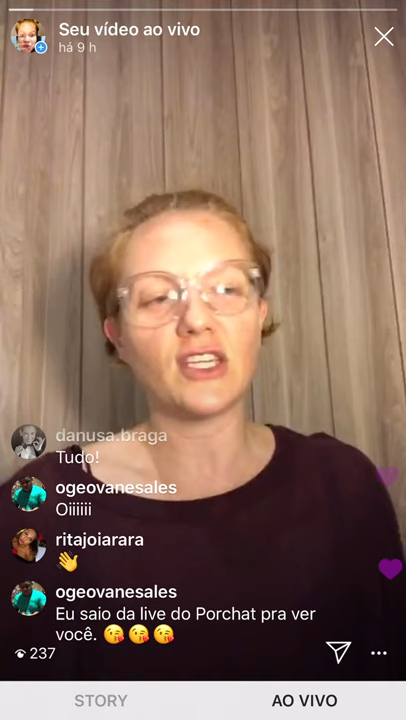 Seu vídeo ao vivo
há 9 h
danusa.braga
Tudo!
ogeovanesales
Oiiiiii
ritajoiarara
👋
ogeovanesales
Eu saio da live do Porchat pra ver
você. 😘😘😘
237
STORY
AO VIVO